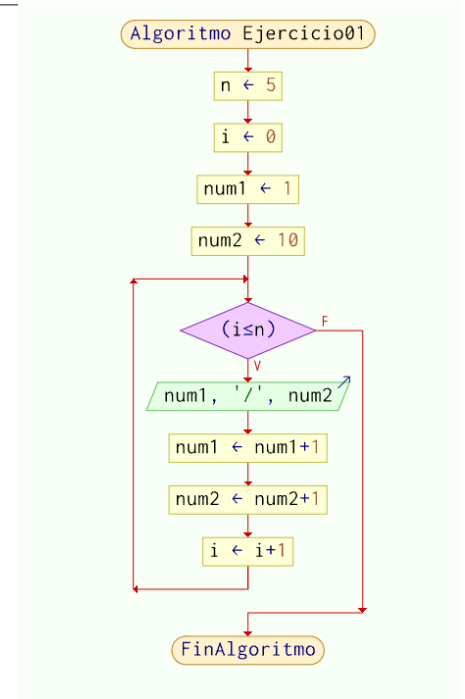 Algoritmo Ejercicio01
n ← 5
i ← 0
num1 ← 1
num2 ← 10
(i≤n)
F
V
num1, '/', num2
num1 ← num1+1
num2 ← num2+1
i ← i+1
FinAlgoritmo